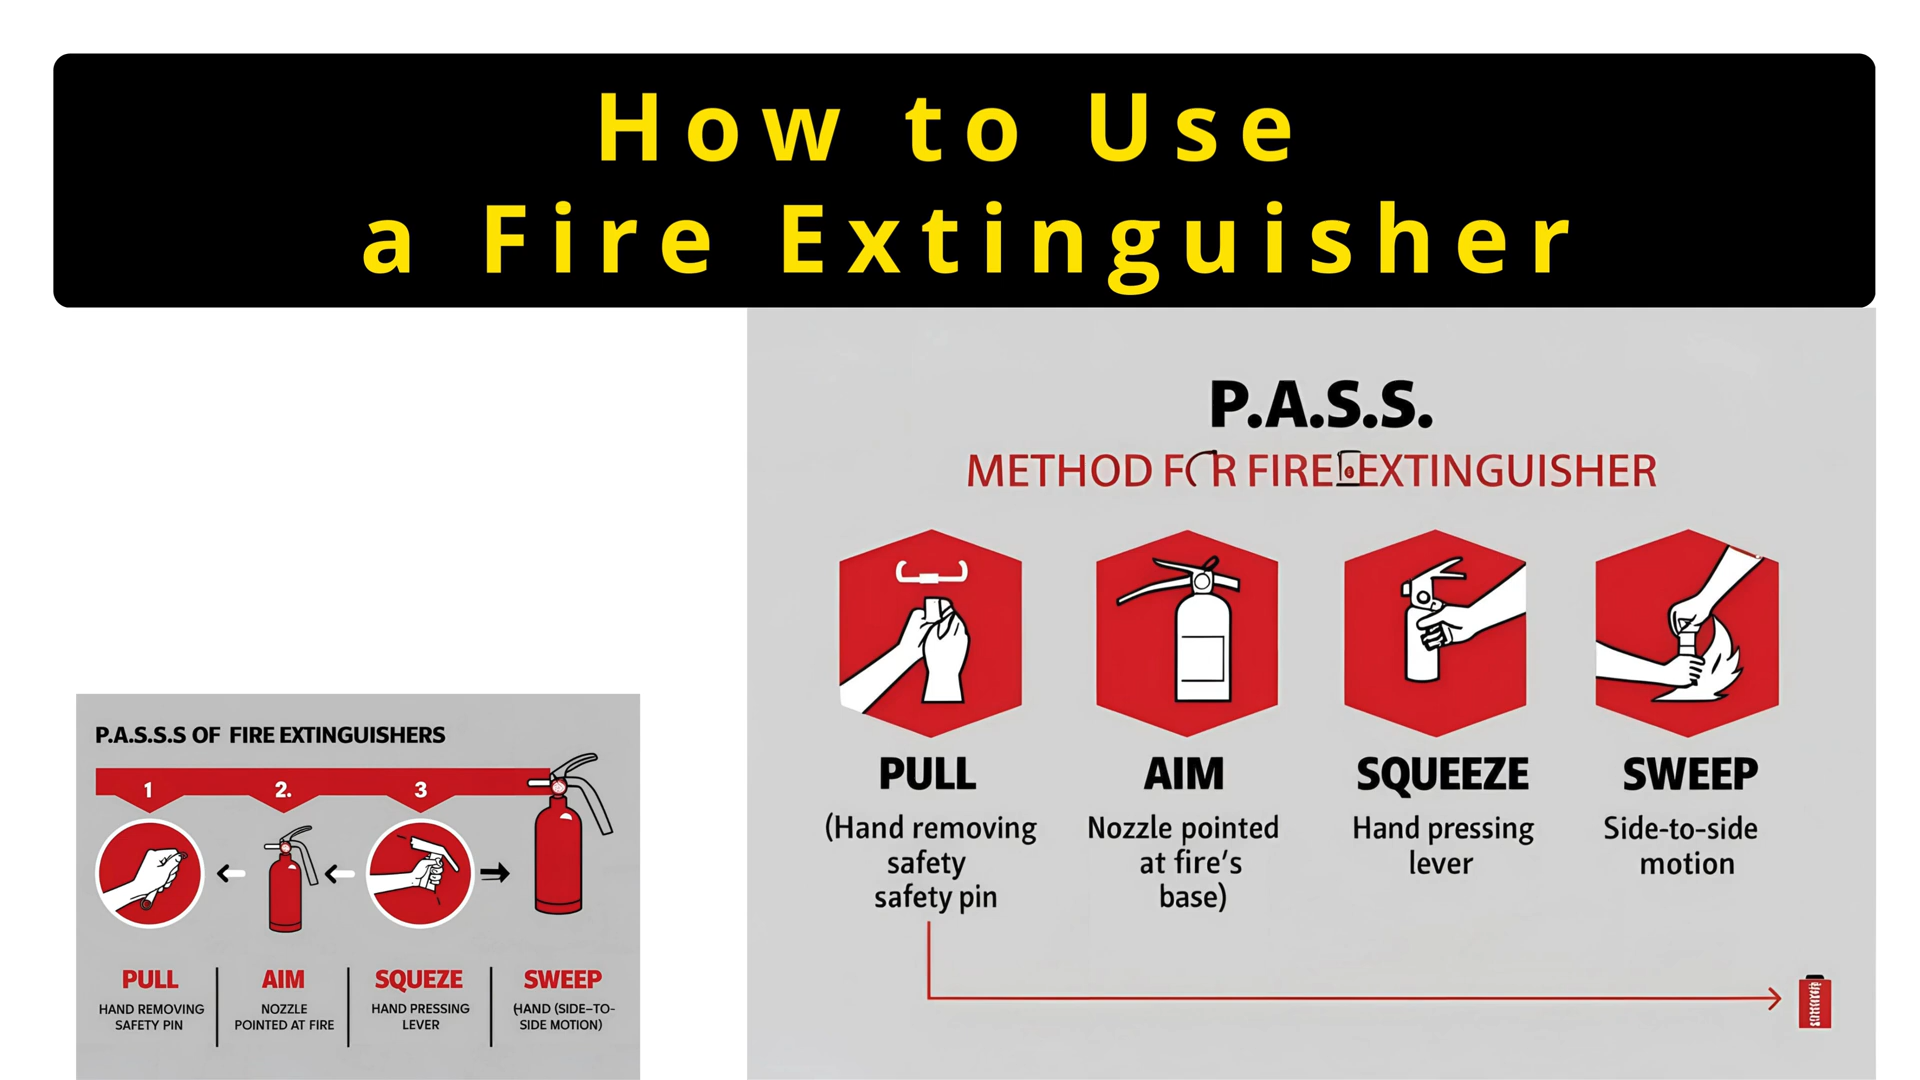 How to Use
a Fire Extinguisher
P.A.S.S.
METHOD FOR FIRE EXTINGUISHER
PULL
(Hand removing
safety
safety pin
AIM
Nozzle pointed
at fire's
base)
SQUEEZE
Hand pressing
lever
SWEEP
Side-to-side
motion
P.A.S.S.S OF FIRE EXTINGUISHERS
1
2.
3
PULL
HAND REMOVING
SAFETY PIN
AIM
NOZZLE
POINTED AT FIRE
SQUEZE
HAND PRESSING
LEVER
SWEEP
(HAND (SIDE-TO-
SIDE MOTION)